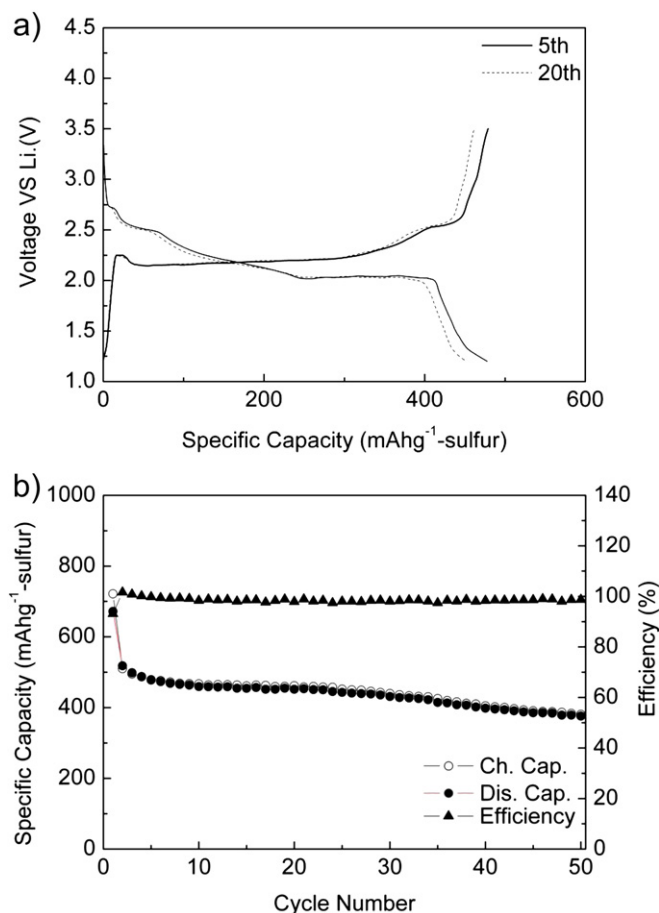 a)
4.5
4.0
3.5
3.0
2.5
2.0
1.5
1.0
Voltage VS Li.(V)
5th
20th
0
200
400
600
Specific Capacity (mAhg⁻¹-sulfur)
b)
1000
800
600
400
200
0
Specific Capacity (mAhg⁻¹-sulfur)
140
120
100
80
60
40
20
0
Efficiency (%)
Ch. Cap.
Dis. Cap.
Efficiency
0
10
20
30
40
50
Cycle Number